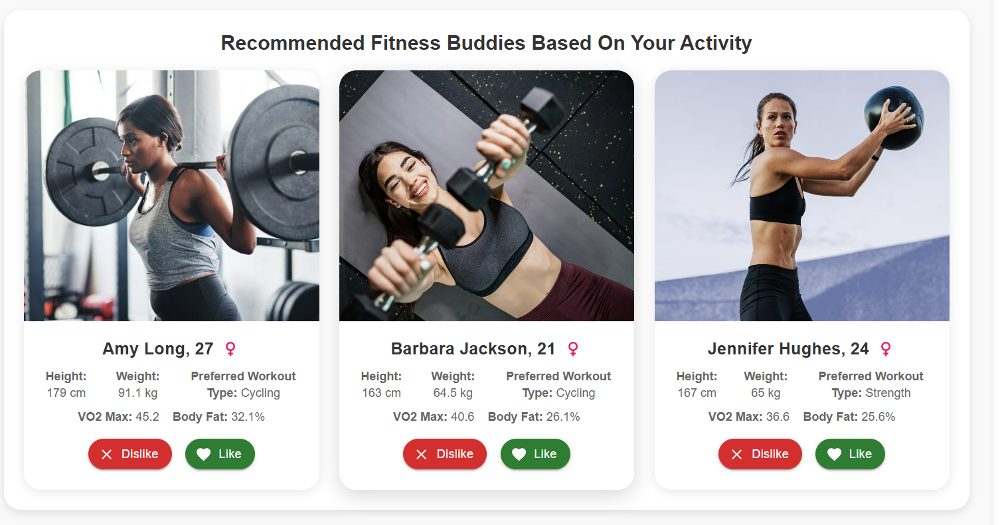 Recommended Fitness Buddies Based On Your Activity
Amy Long, 27
Height: Weight: Preferred Workout
179 cm 91.1 kg Type: Cycling
VO2 Max: 45.2 Body Fat: 32.1%
Dislike Like
Barbara Jackson, 21
Height: Weight: Preferred Workout
163 cm 64.5 kg Type: Cycling
VO2 Max: 40.6 Body Fat: 26.1%
Dislike Like
Jennifer Hughes, 24
Height: Weight: Preferred Workout
167 cm 65 kg Type: Strength
VO2 Max: 36.6 Body Fat: 25.6%
Dislike Like